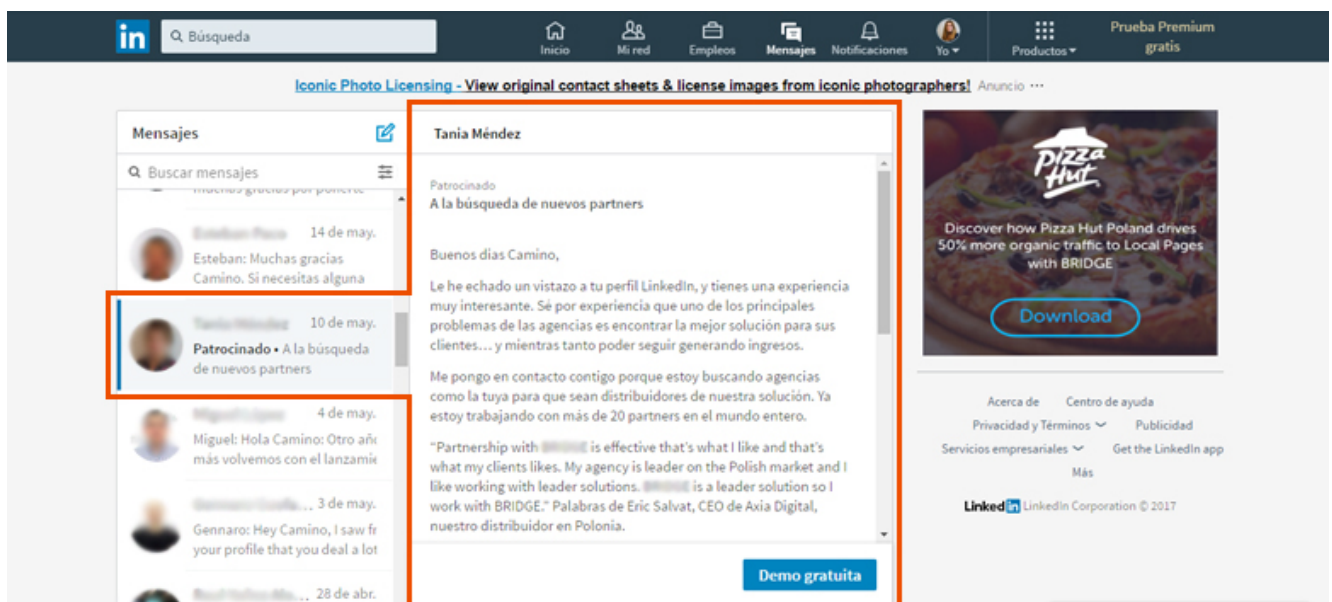 in
Búsqueda
Inicio
Mi red
Empleos
Mensajes
Notificaciones
Yo
Productos
Prueba Premium
gratis
Iconic Photo Licensing - View original contact sheets & license images from iconic photographers! Anuncio ...
Mensajes
Buscar mensajes
muchas gracias por ponerte
14 de may.
Esteban: Muchas gracias
Camino. Si necesitas alguna
10 de may.
Patrocinado • A la búsqueda
de nuevos partners
4 de may.
Miguel: Hola Camino: Otro año
más volvemos con el lanzamie
... 3 de may.
Gennaro: Hey Camino, I saw fr
your profile that you deal a lot
... 28 de abr.
Tania Méndez
Patrocinado
A la búsqueda de nuevos partners
Buenos días Camino,
Le he echado un vistazo a tu perfil LinkedIn, y tienes una experiencia
muy interesante. Sé por experiencia que uno de los principales
problemas de las agencias es encontrar la mejor solución para sus
clientes... y mientras tanto poder seguir generando ingresos.
Me pongo en contacto contigo porque estoy buscando agencias
como la tuya para que sean distribuidores de nuestra solución. Ya
estoy trabajando con más de 20 partners en el mundo entero.
"Partnership with is effective that's what I like and that's
what my clients likes. My agency is leader on the Polish market and I
like working with leader solutions. is a leader solution so I
work with BRIDGE." Palabras de Eric Salvat, CEO de Axia Digital,
nuestro distribuidor en Polonia.
Demo gratuita
Pizza
Hut
Discover how Pizza Hut Poland drives
50% more organic traffic to Local Pages
with BRIDGE
Download
Acerca de Centro de ayuda
Privacidad y Términos Publicidad
Servicios empresariales Get the LinkedIn app
Más
Linked in LinkedIn Corporation © 2017